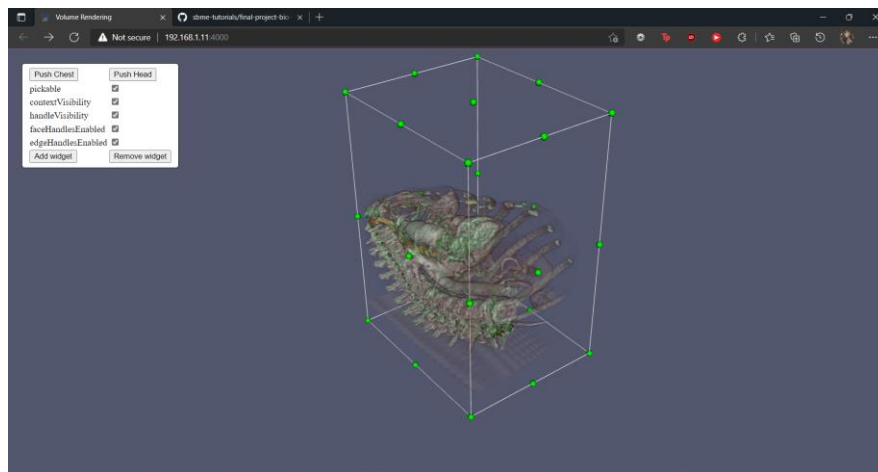 Volume Rendering
sbme-tutorials/final-project-bio
Not secure | 192.168.1.11:4000
Push Chest Push Head
pickable
contextVisibility
handleVisibility
faceHandlesEnabled
edgeHandlesEnabled
Add widget Remove widget